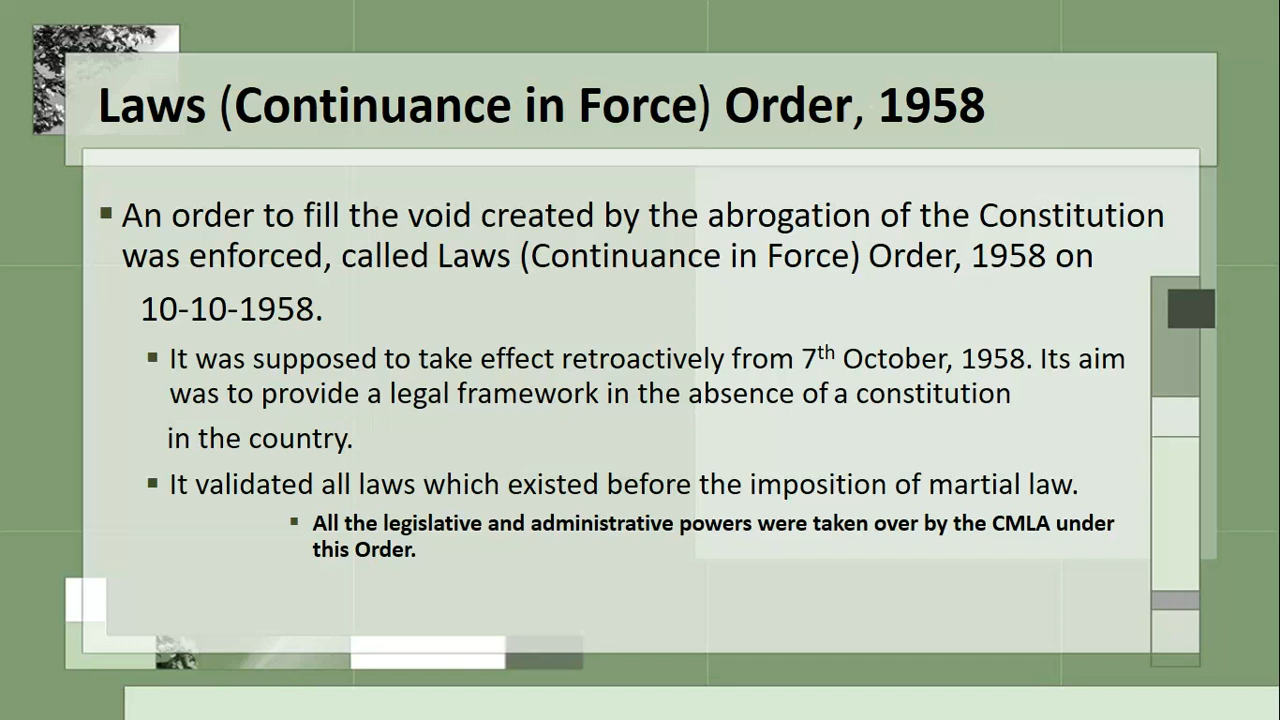 Laws (Continuance in Force) Order, 1958
▪ An order to fill the void created by the abrogation of the Constitution
was enforced, called Laws (Continuance in Force) Order, 1958 on
10-10-1958.
▪ It was supposed to take effect retroactively from 7th October, 1958. Its aim
was to provide a legal framework in the absence of a constitution
in the country.
▪ It validated all laws which existed before the imposition of martial law.
▪ All the legislative and administrative powers were taken over by the CMLA under
this Order.